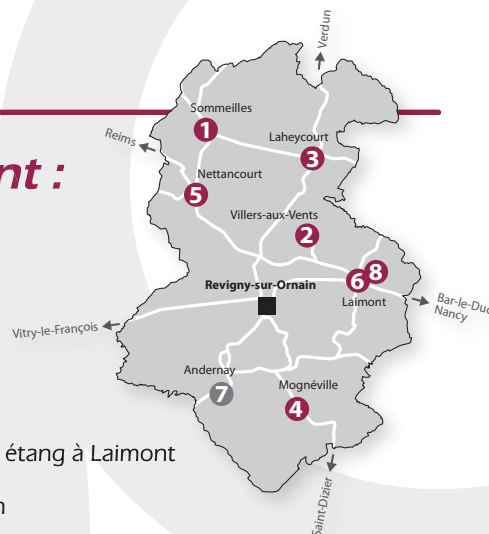 Verdun
Sommeilles
1
Reims
Laheycourt
3
nt :
Nettancourt
5
Villers-aux-Vents
2
8
6
Revigny-sur-Ornain
Laimont
Bar-le-Duc
Nancy
Vitry-le-François
Andernay
7
Mognéville
4
étang à Laimont
Saint-Dizier